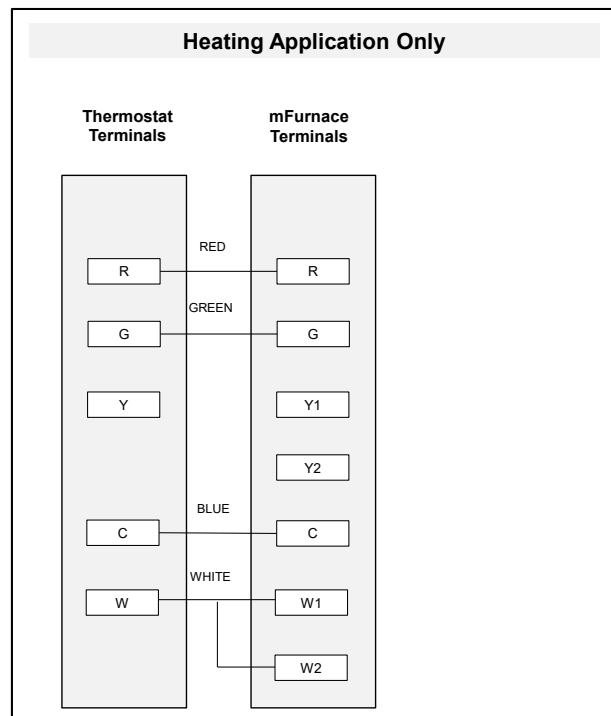 Heating Application Only
Thermostat
Terminals
mFurnace
Terminals
RED
R
R
GREEN
G
G
Y
Y1
Y2
BLUE
C
C
WHITE
W
W1
W2